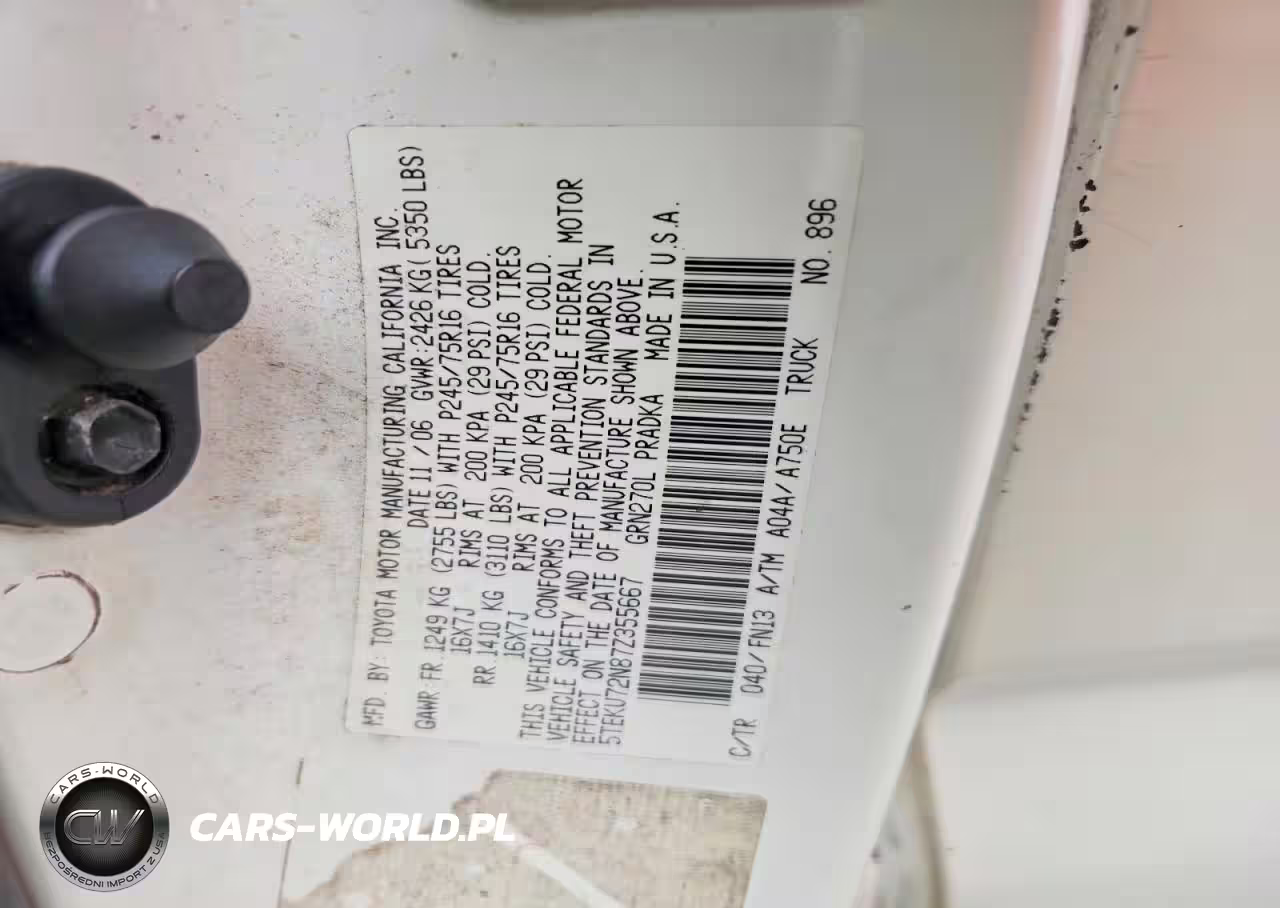 MFD. BY: TOYOTA MOTOR MANUFACTURING CALIFORNIA INC.
DATE 11/06 GVWR:2426 KG( 5350 LBS)
GAWR:FR.1249 KG (2755 LBS) WITH P245/75R16 TIRES
16X7J RIMS AT 200 KPA (29 PSI) COLD.
RR.1410 KG (3110 LBS) WITH P245/75R16 TIRES
16X7J RIMS AT 200 KPA (29 PSI) COLD.
THIS VEHICLE CONFORMS TO ALL APPLICABLE FEDERAL MOTOR
VEHICLE SAFETY AND THEFT PREVENTION STANDARDS IN
EFFECT ON THE DATE OF MANUFACTURE SHOWN ABOVE.
5TEKU72N87Z355667 GRN270L PRADKA MADE IN U.S.A.
C/TR 040/FN13 A/TM A04A/A750E TRUCK NO. 896
CARS-WORLD
CW
BEZPOŚREDNI IMPORT Z USA
CARS-WORLD.PL